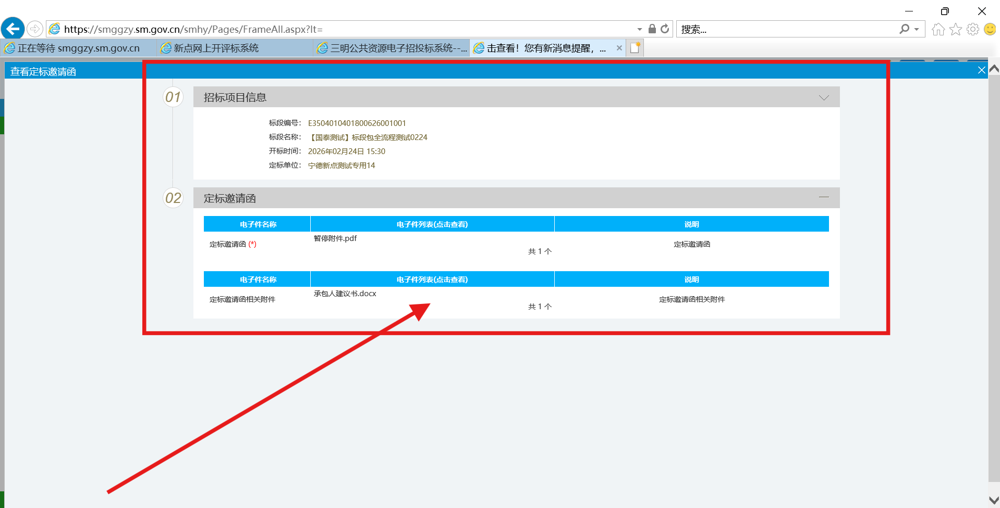 https://smggzy.sm.gov.cn/smhy/Pages/FrameAll.aspx?lt=
搜索...
正在等待 smggzy.sm.gov.cn
新点网上开评标系统
三明公共资源电子招投标系统--...
击查看！您有新消息提醒，...
查看定标邀请函
01
招标项目信息
标段编号： E3504010401800626001001
标段名称： 【国泰测试】标段包全流程测试0224
开标时间： 2026年02月24日 15:30
定标单位： 宁德新点测试专用14
02
定标邀请函
电子件名称 电子件列表(点击查看) 说明
暂停附件.pdf
定标邀请函 (*) 定标邀请函
共 1 个
电子件名称 电子件列表(点击查看) 说明
承包人建议书.docx
定标邀请函相关附件 定标邀请函相关附件
共 1 个